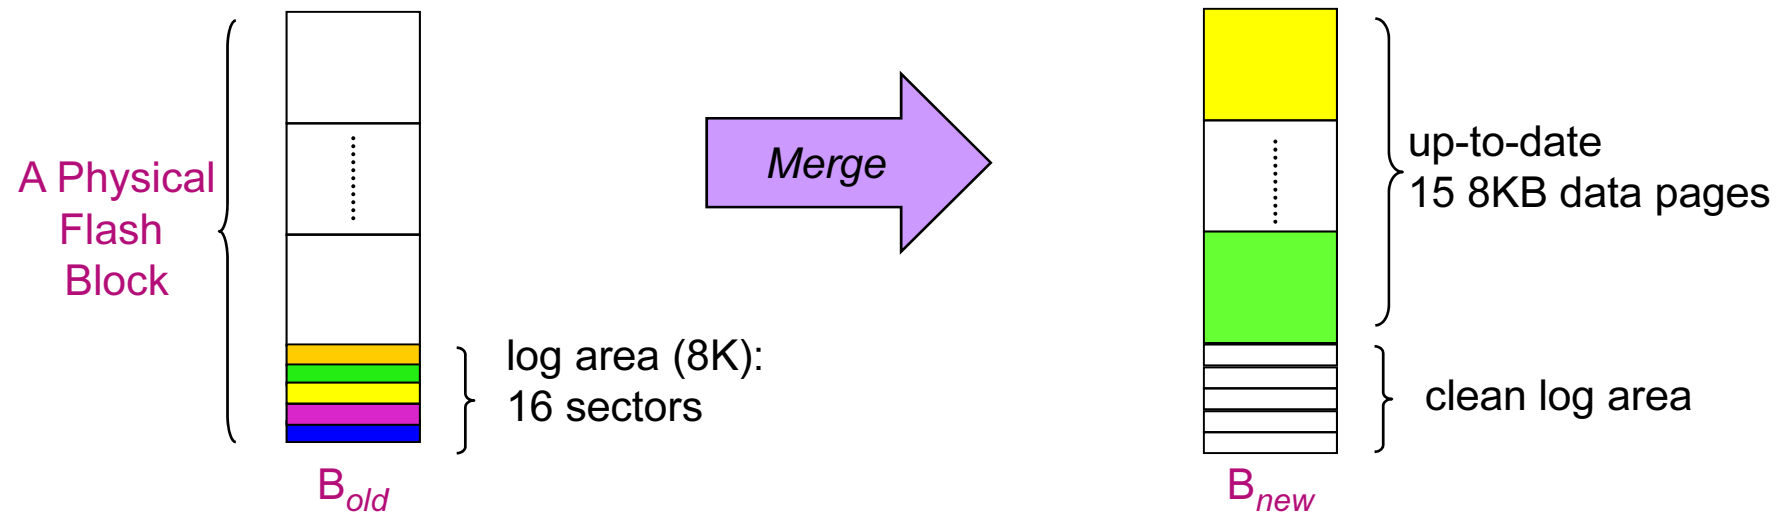 A Physical
Flash
Block
log area (8K):
16 sectors
B old
Merge
up-to-date
15 8KB data pages
clean log area
B new